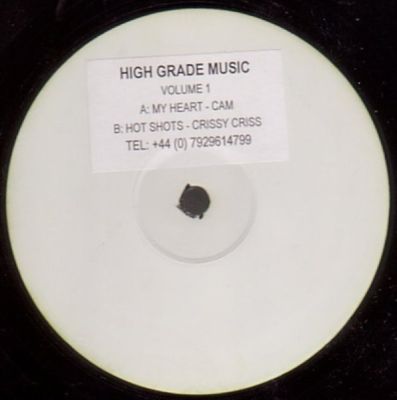 HIGH GRADE MUSIC
VOLUME 1
A: MY HEART - CAM
B: HOT SHOTS - CRISSY CRISS
TEL: +44 (0) 7929614799